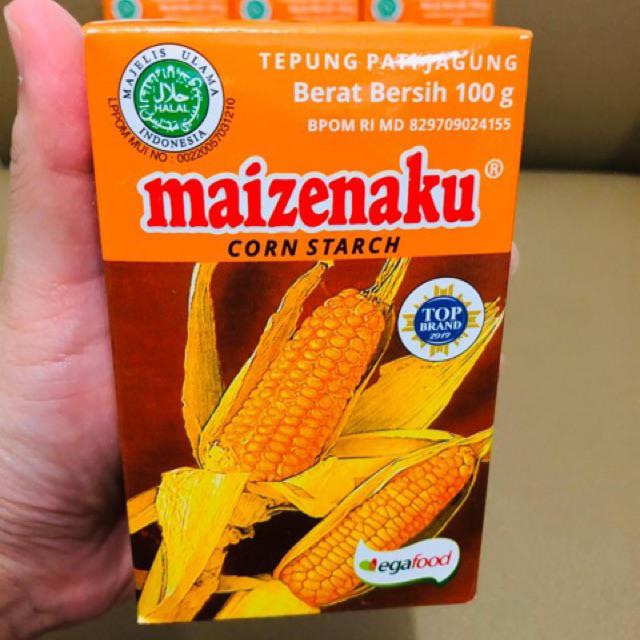 MAJELIS ULAMA
حلال
HALAL
INDONESIA
LPPOM MUI NO : 00220057031210
TEPUNG PATI JAGUNG
Berat Bersih 100 g
BPOM RI MD 829709024155
maizenaku®
CORN STARCH
TOP
BRAND
2019
egafood